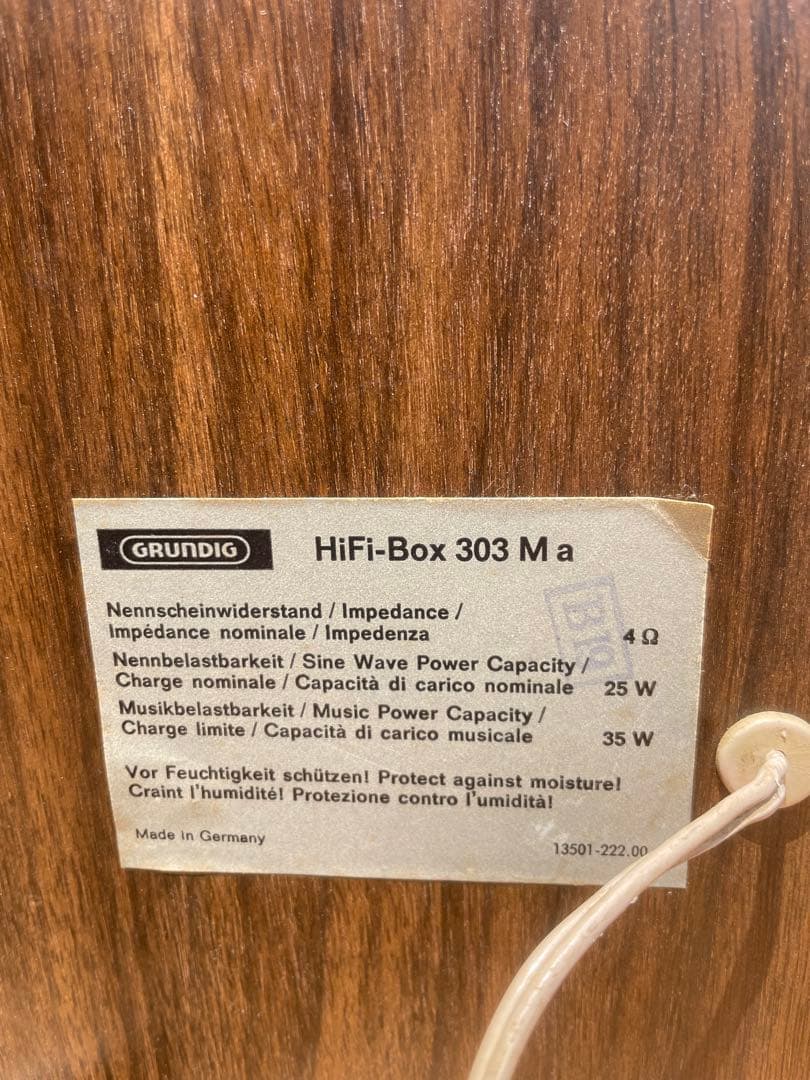 GRUNDIG HiFi-Box 303 M a
Nennscheinwiderstand / Impedance /
Impédance nominale / Impedenza 4 Ω
Nennbelastbarkeit / Sine Wave Power Capacity /
Charge nominale / Capacità di carico nominale 25 W
Musikbelastbarkeit / Music Power Capacity /
Charge limite / Capacità di carico musicale 35 W
Vor Feuchtigkeit schützen! Protect against moisture!
Craint l'humidité! Protezione contro l'umidità!
Made in Germany 13501-222.00